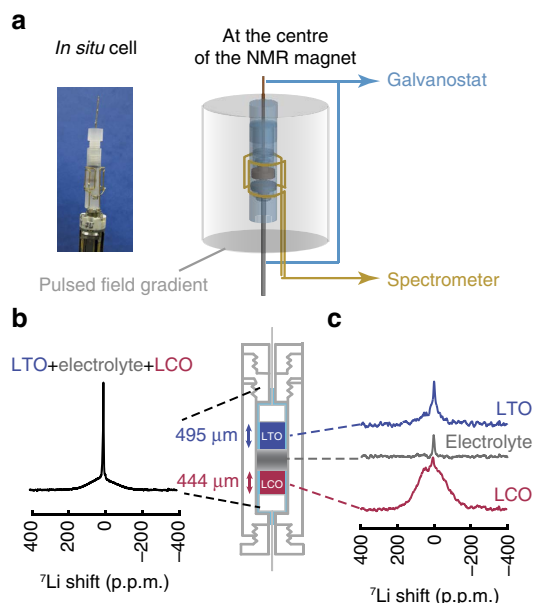 a
In situ cell
At the centre
of the NMR magnet
Galvanostat
Pulsed field gradient
Spectrometer
b
LTO+electrolyte+LCO
495 μm
444 μm
LTO
LCO
400
200
0
−200
−400
⁷Li shift (p.p.m.)
c
LTO
Electrolyte
LCO
400
200
0
−200
−400
⁷Li shift (p.p.m.)